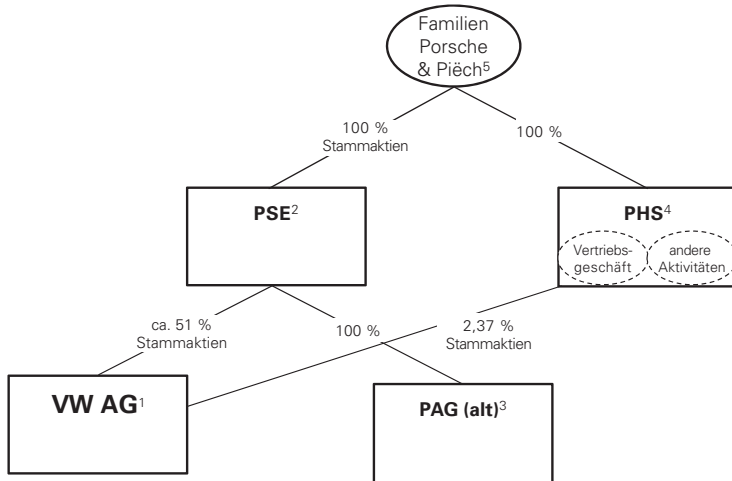 Familien
Porsche
& Piëch⁵
100 %
Stammaktien
100 %
PSE²
PHS⁴
Vertriebs-
geschäft
andere
Aktivitäten
ca. 51 %
Stammaktien
100 %
2,37 %
Stammaktien
VW AG¹
PAG (alt)³